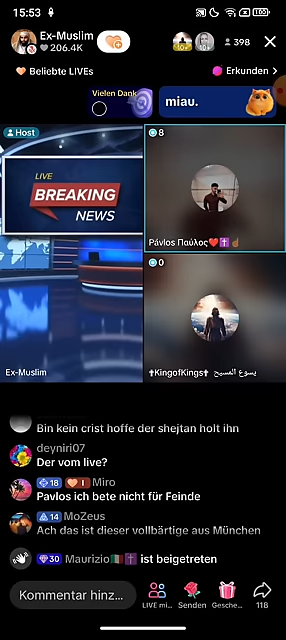 15:53
100
Ex-Muslim
206.4K
398
Beliebte LIVEs
Erkunden >
Vielen Dank
miau.
Host
LIVE
BREAKING
NEWS
Ex-Muslim
8
Pávlos Παύλος❤️✝️☝🏾
0
✝KingofKings✝ يسوع المسيح
Bin kein crist hoffe der shejtan holt ihn
deyniri07
Der vom live?
18 I Miro
Pavlos ich bete nicht für Feinde
14 MoZeus
Ach das ist dieser vollbärtige aus München
30 Maurizio🇮🇹✝️ ist beigetreten
Kommentar hinz...
LIVE mi...
Senden
Gesche...
118